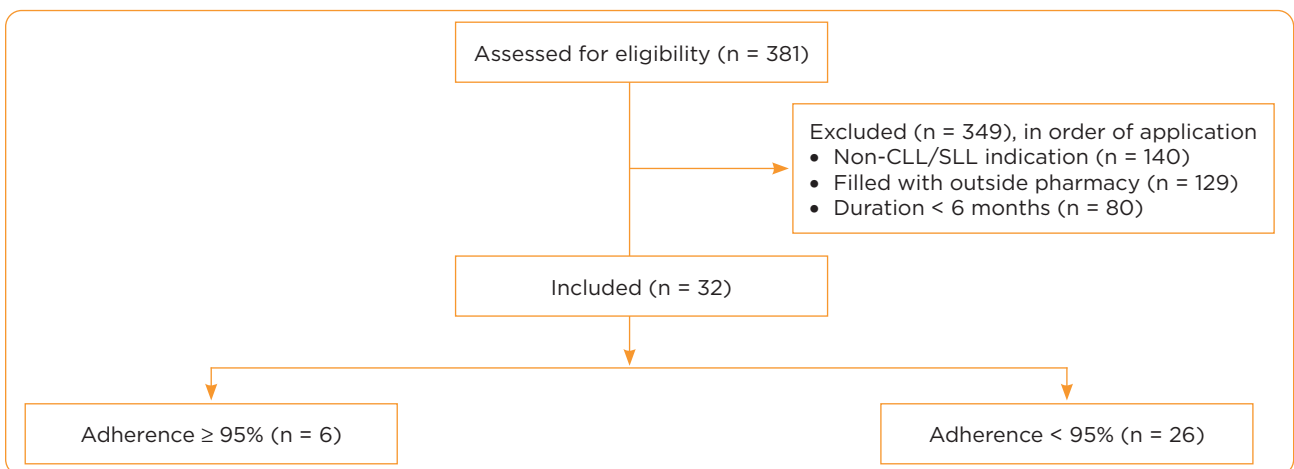 Assessed for eligibility (n = 381)
Excluded (n = 349), in order of application
• Non-CLL/SLL indication (n = 140)
• Filled with outside pharmacy (n = 129)
• Duration < 6 months (n = 80)
Included (n = 32)
Adherence ≥ 95% (n = 6)
Adherence < 95% (n = 26)